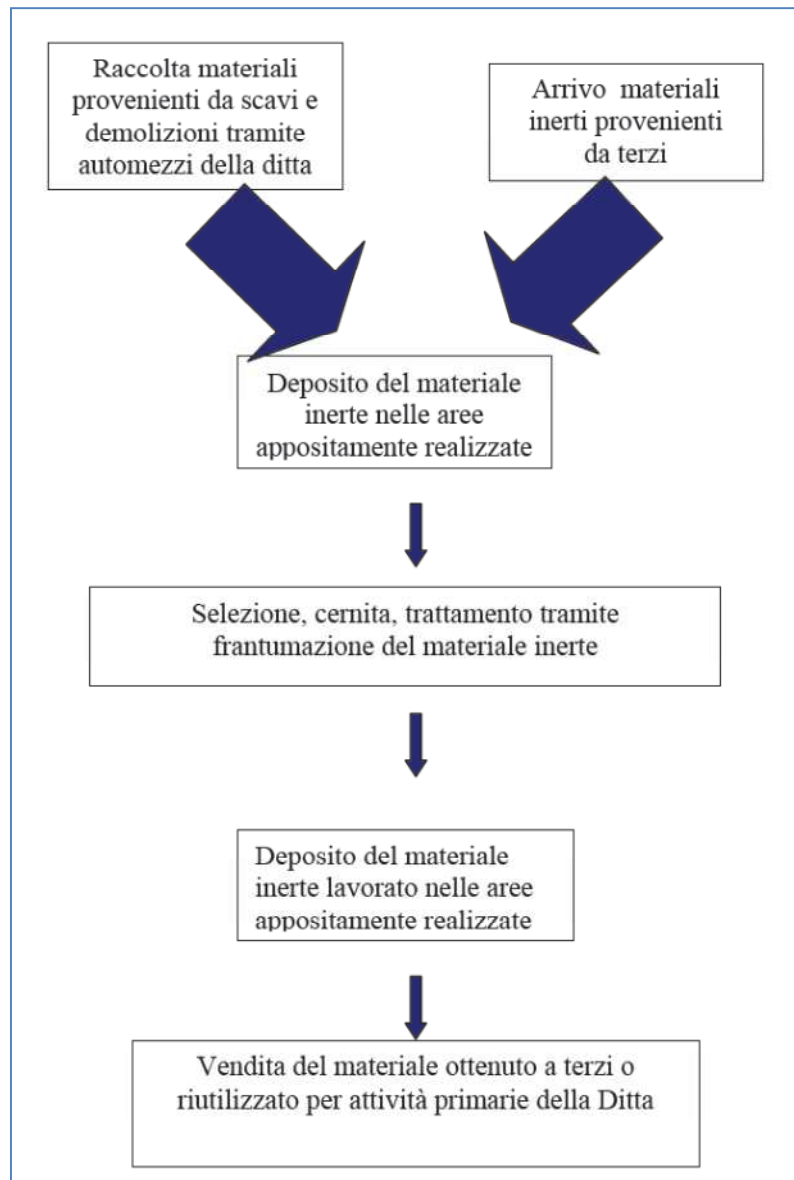 Raccolta materiali
provenienti da scavi e
demolizioni tramite
automezzi della ditta
Arrivo materiali
inerti provenienti
da terzi
Deposito del materiale
inerte nelle aree
appositamente realizzate
Selezione, cernita, trattamento tramite
frantumazione del materiale inerte
Deposito del materiale
inerte lavorato nelle aree
appositamente realizzate
Vendita del materiale ottenuto a terzi o
riutilizzato per attività primarie della Ditta